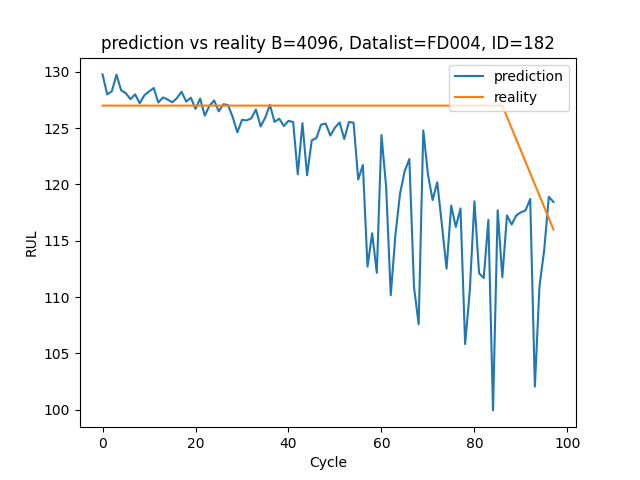 prediction vs reality B=4096, Datalist=FD004, ID=182
prediction
reality
130
125
120
115
110
105
100
RUL
0 20 40 60 80 100
Cycle